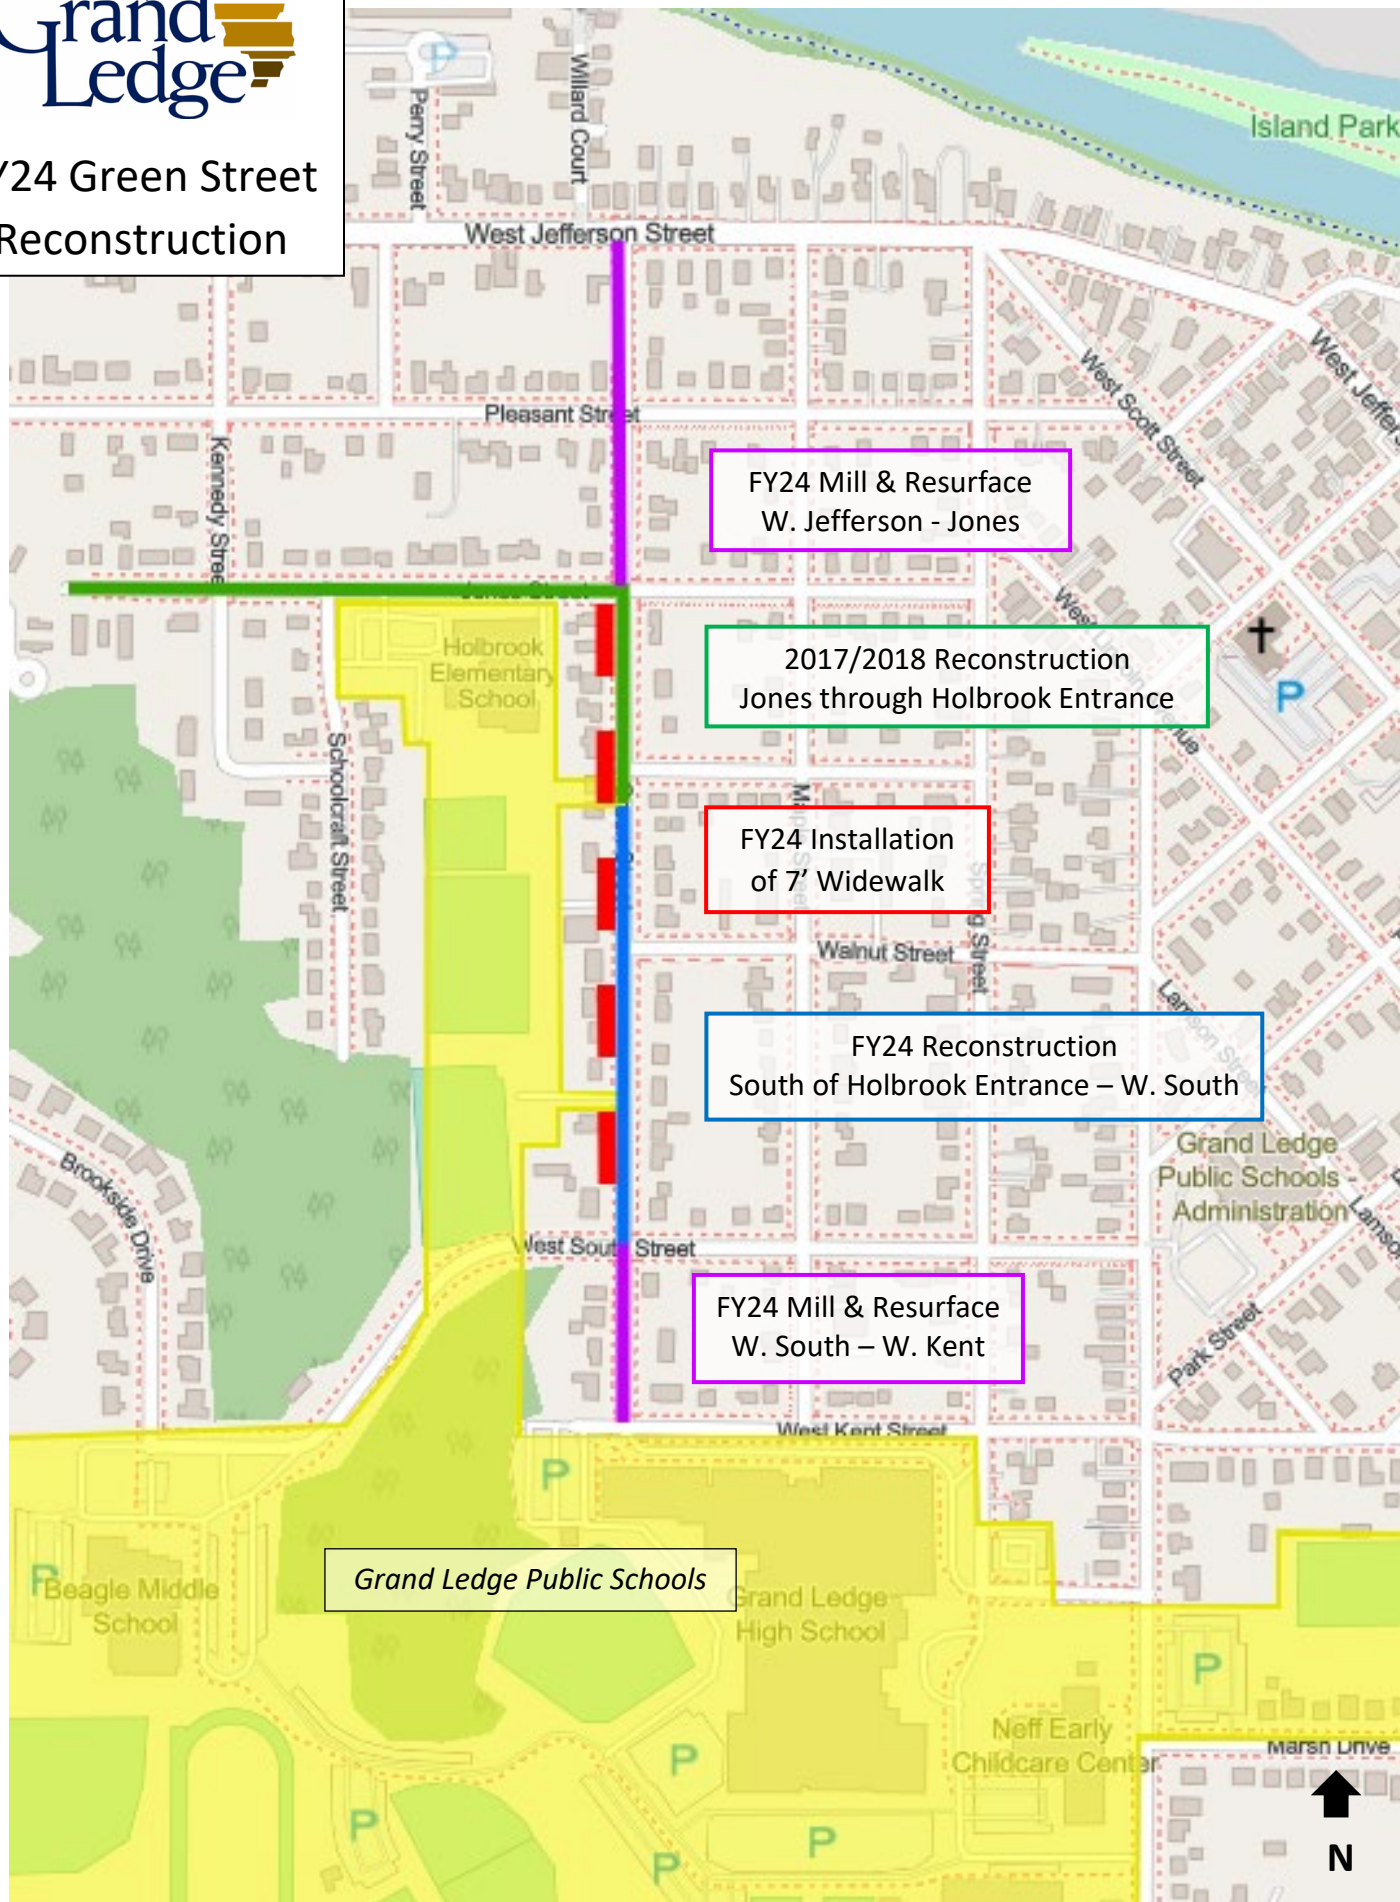 Grand
Ledge
Y24 Green Street
Reconstruction
Perry Street
Willard Court
Island Park
West Jefferson Street
West Scott Street
Pleasant Street
Kennedy Stree
FY24 Mill & Resurface
W. Jefferson - Jones
Holbrook
Elementary
School
2017/2018 Reconstruction
Jones through Holbrook Entrance
P
Schoolcraft Street
FY24 Installation
of 7’ Widewalk
Walnut Street
Lamson Street
FY24 Reconstruction
South of Holbrook Entrance – W. South
Grand Ledge
Public Schools -
Administration
Brookside Drive
West South Street
FY24 Mill & Resurface
W. South – W. Kent
Park Street
West Kent Street
P
P
Beagle Middle
School
Grand Ledge Public Schools
Grand Ledge
High School
P
Neff Early
Childcare Center
Marsh Drive
P
P
P
P
N